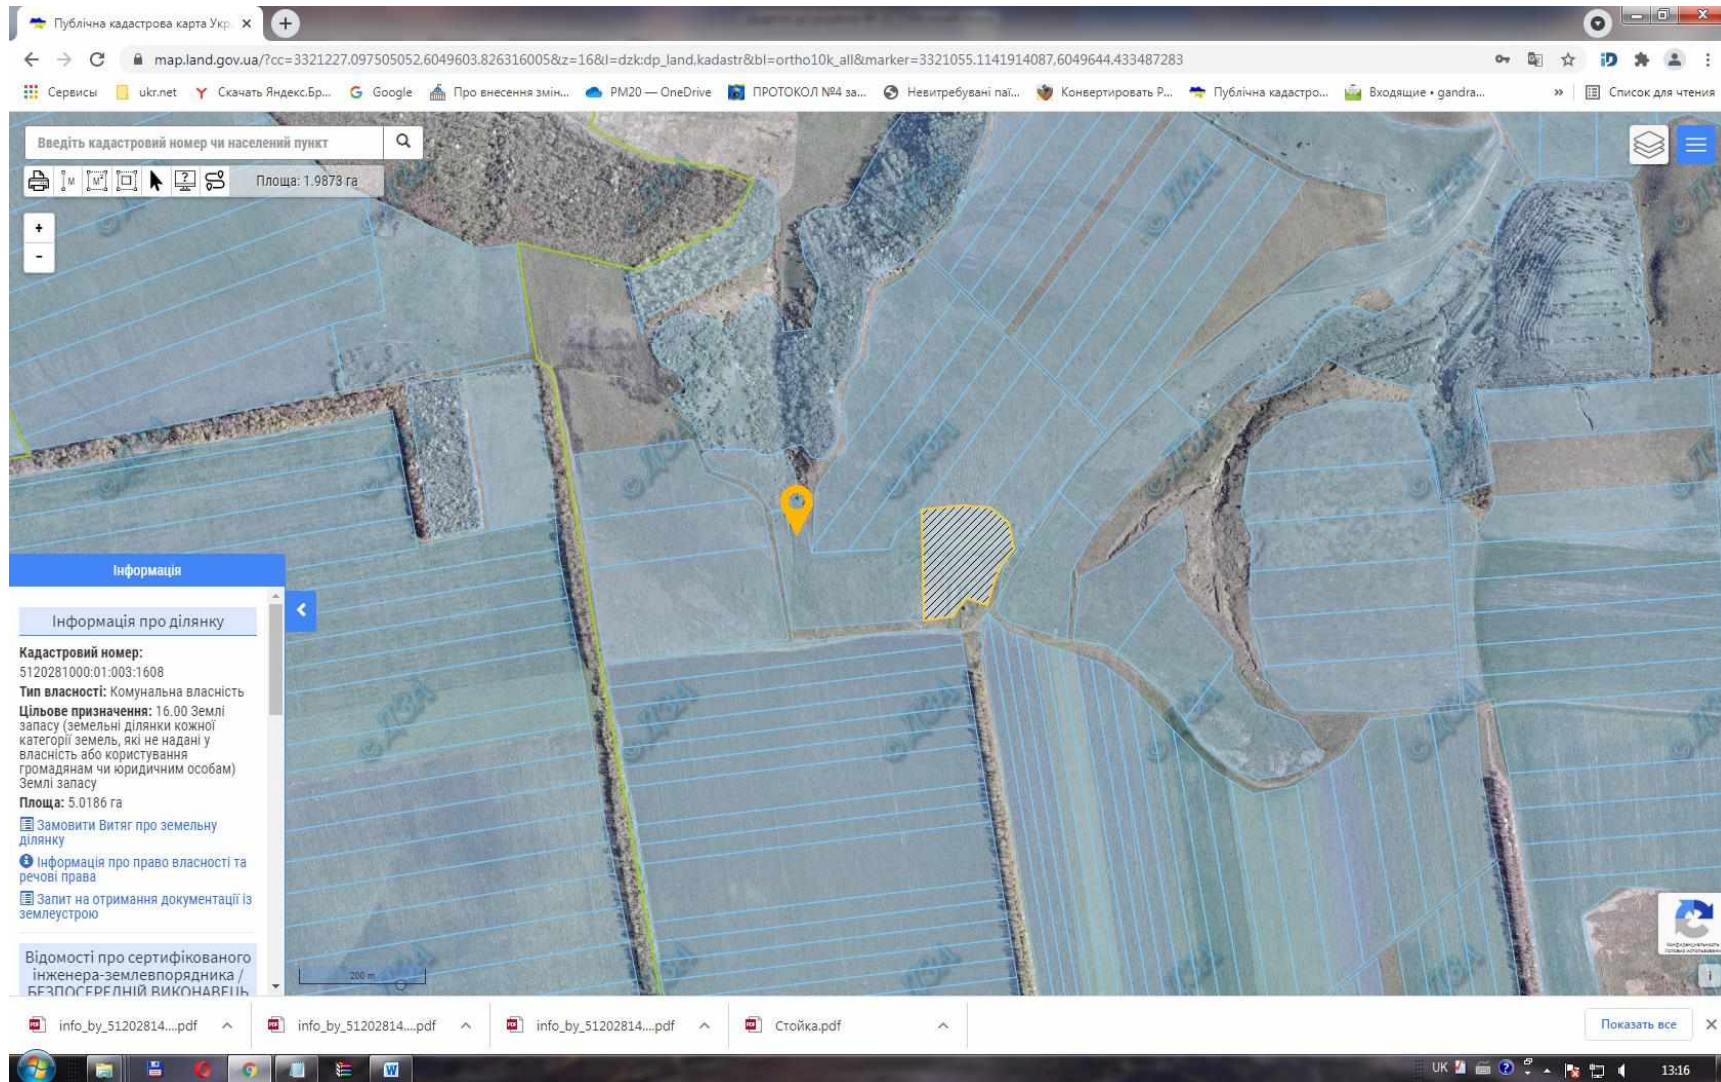 Публічна кадастрова карта Укр
map.land.gov.ua/?cc=3321227.097505052,6049603.826316005&z=16&l=dzk:dp_land,kadastr&bl=ortho10k_all&marker=3321055.1141914087,6049644.433487283
Сервисы ukr.net Скачать Яндекс.Бр... Google Про внесення змін... PM20 — OneDrive ПРОТОКОЛ №4 за... Невитребувані паї... Конвертировать P... Публічна кадастро... Входящие • gandra... » Список для чтения
Введіть кадастровий номер чи населений пункт
Площа: 1.9873 га
+
-
© ДЗА
Інформація
Інформація про ділянку
Кадастровий номер:
5120281000:01:003:1608
Тип власності: Комунальна власність
Цільове призначення: 16.00 Землі
запасу (земельні ділянки кожної
категорії земель, які не надані у
власність або користування
громадянам чи юридичним особам)
Землі запасу
Площа: 5.0186 га
Замовити Витяг про земельну
ділянку
Інформація про право власності та
речові права
Запит на отримання документації із
землеустрою
Відомості про сертифікованого
інженера-землевпорядника /
БЕЗПОСЕРЕДНІЙ ВИКОНАВЕЦЬ
200 m
info_by_51202814....pdf info_by_51202814....pdf info_by_51202814....pdf Стойка.pdf Показать все
UK 13:16